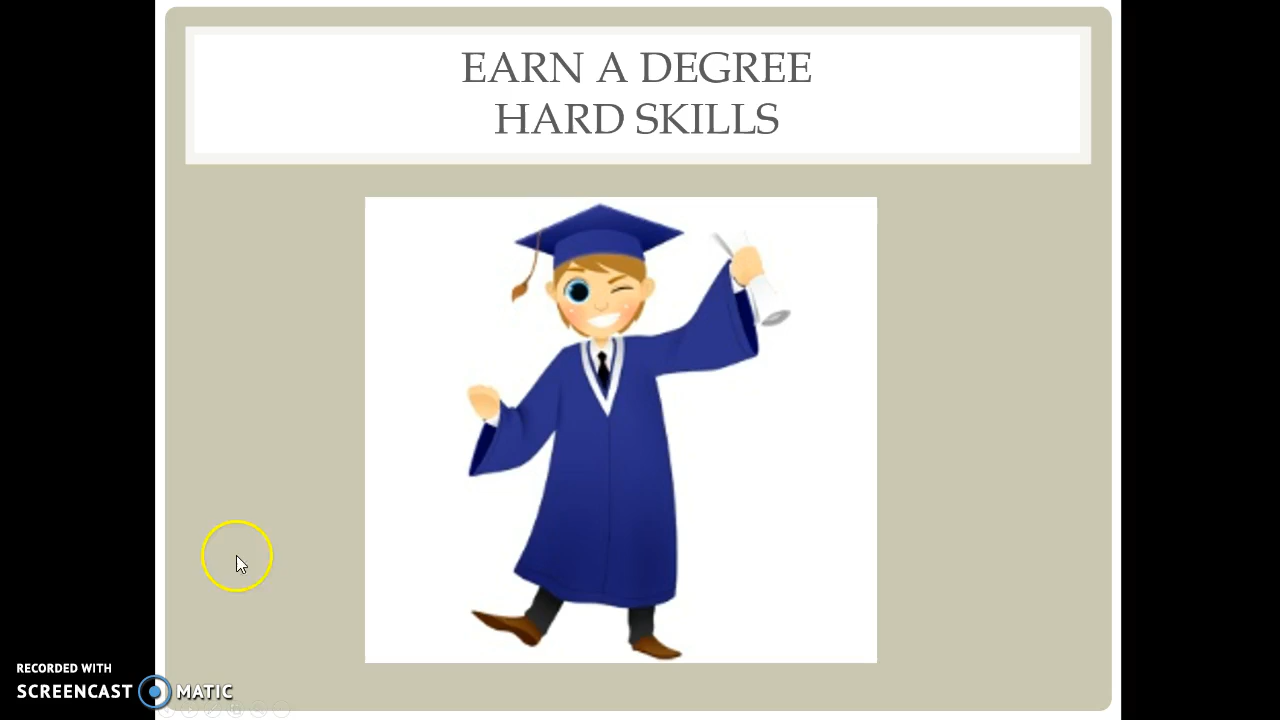 EARN A DEGREE
HARD SKILLS
RECORDED WITH
SCREENCAST MATIC